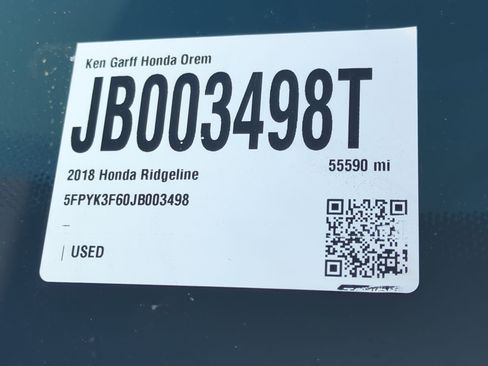 Ken Garff Honda Orem
JB003498T
2018 Honda Ridgeline
55590 mi
5FPYK3F60JB003498
_
| USED